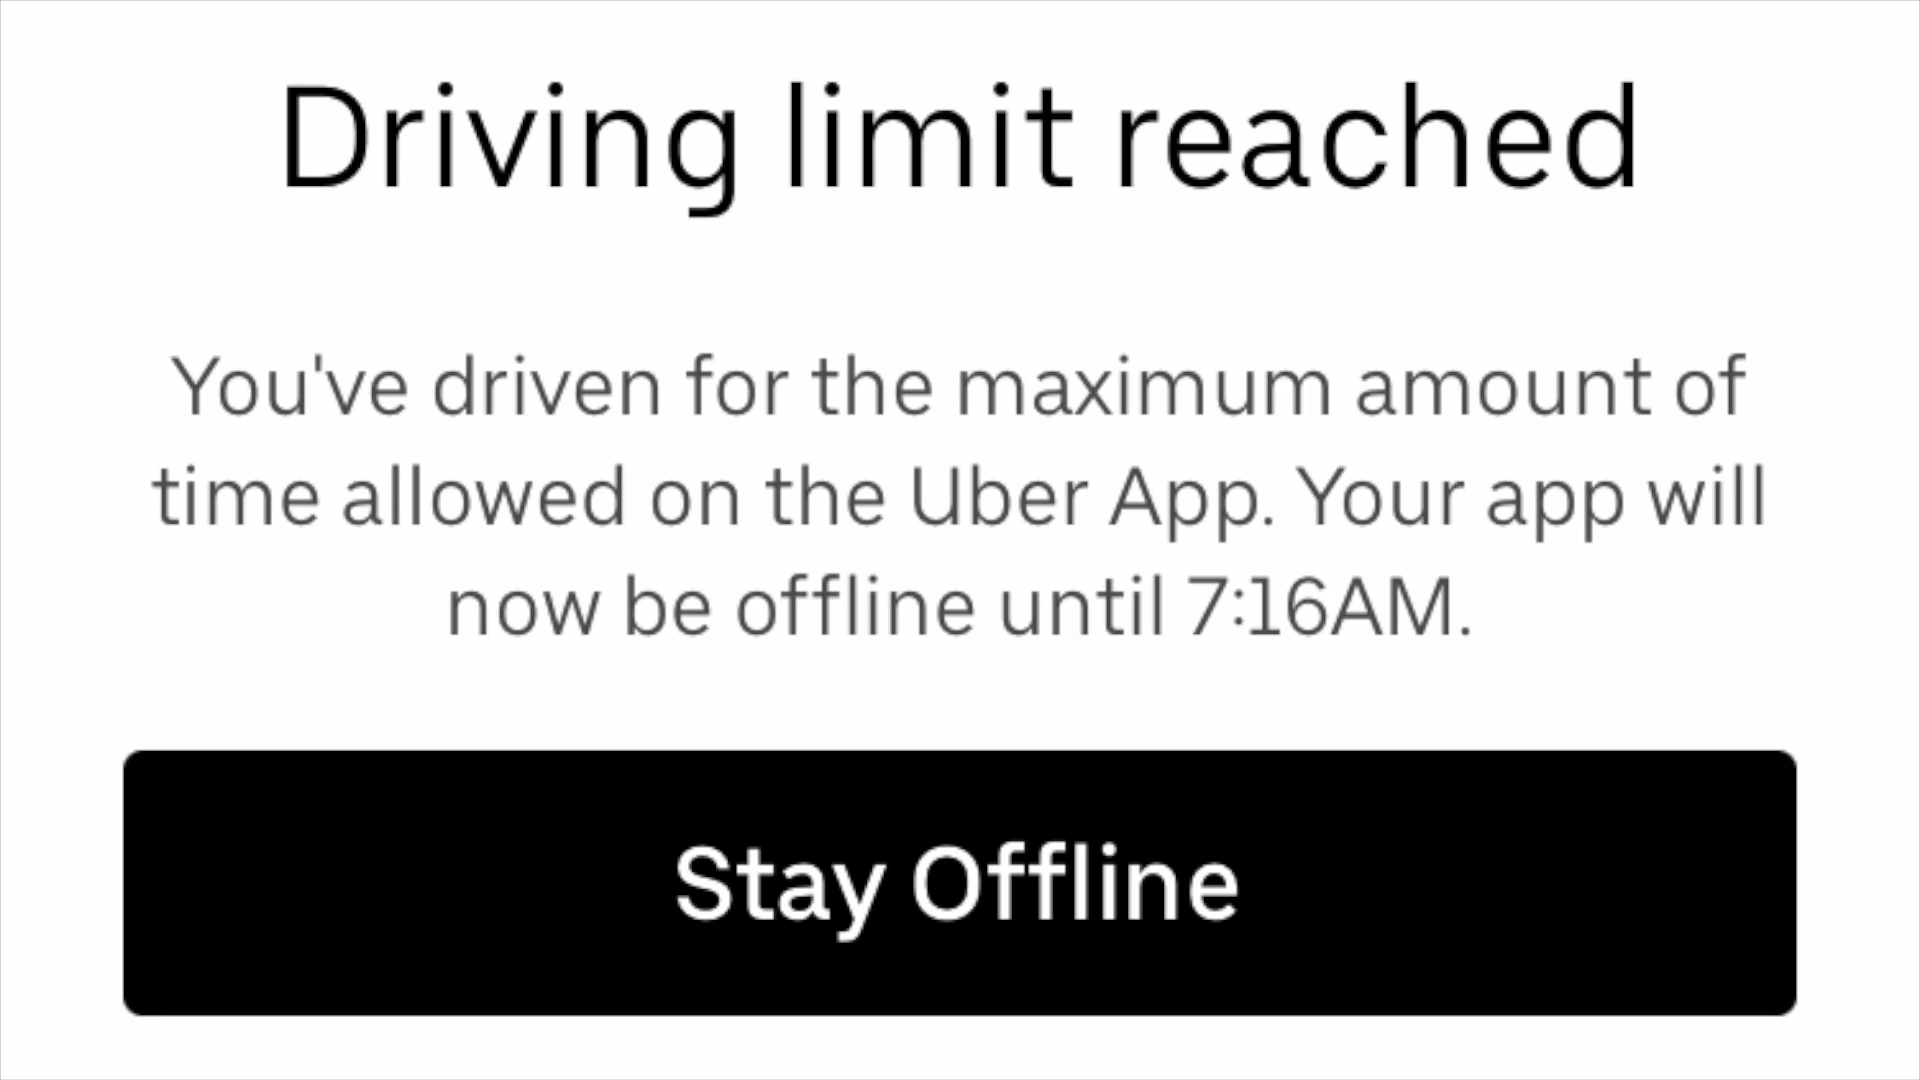 Driving limit reached
You've driven for the maximum amount of
time allowed on the Uber App. Your app will
now be offline until 7:16AM.
Stay Offline